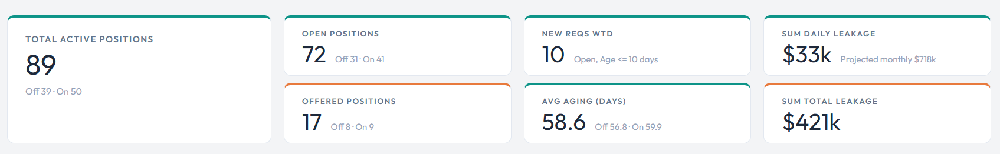 TOTAL ACTIVE POSITIONS
89
Off 39 · On 50
OPEN POSITIONS
72 Off 31 · On 41
OFFERED POSITIONS
17 Off 8 · On 9
NEW REQS WTD
10 Open, Age <= 10 days
AVG AGING (DAYS)
58.6 Off 56.8 · On 59.9
SUM DAILY LEAKAGE
$33k Projected monthly $718k
SUM TOTAL LEAKAGE
$421k